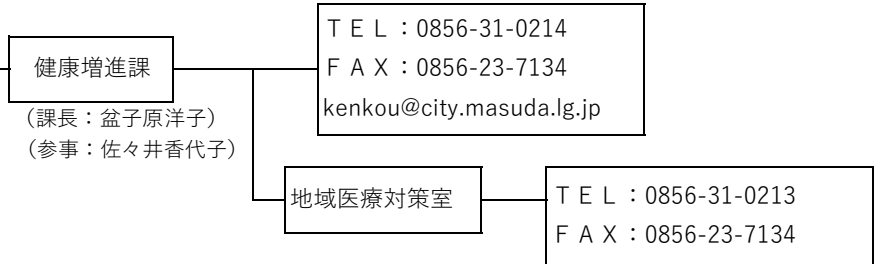 健康増進課
(課長：盆子原洋子)
(参事：佐々井香代子)
ＴＥＬ：0856-31-0214
ＦＡＸ：0856-23-7134
kenkou@city.masuda.lg.jp
地域医療対策室
ＴＥＬ：0856-31-0213
ＦＡＸ：0856-23-7134